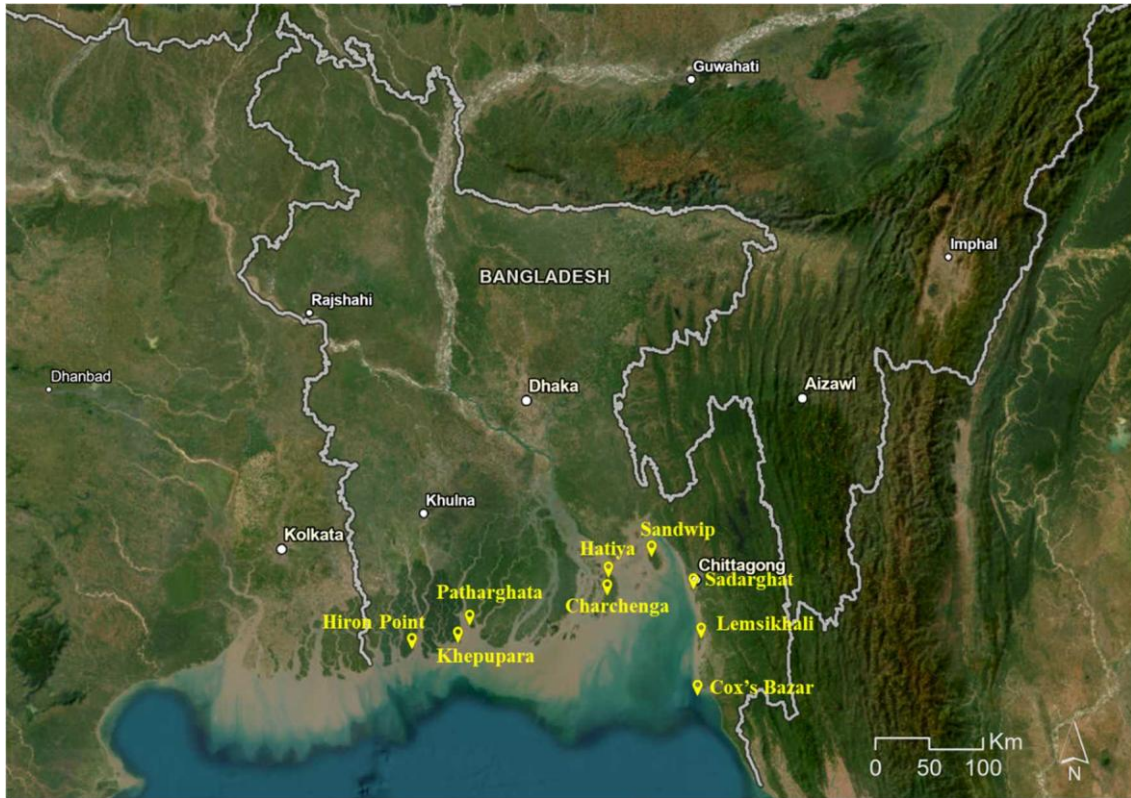 Guwahati
Imphal
BANGLADESH
Rajshahi
Dhanbad
Dhaka
Aizawl
Khulna
Kolkata
Sandwip
Hatiya
Chittagong
Sadarghat
Patharghata
Charchenga
Hiron Point
Lemsikhali
Khepupara
Cox's Bazar
Km
0 50 100
N